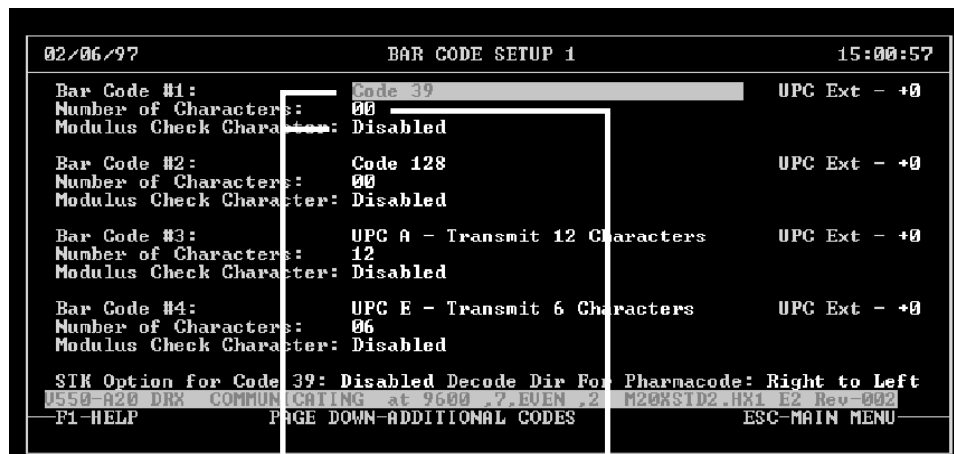 02/06/97 BAR CODE SETUP 1 15:00:57
Bar Code #1: Code 39 UPC Ext - +0
Number of Characters: 00
Modulus Check Character: Disabled
Bar Code #2: Code 128 UPC Ext - +0
Number of Characters: 00
Modulus Check Character: Disabled
Bar Code #3: UPC A - Transmit 12 Characters UPC Ext - +0
Number of Characters: 12
Modulus Check Character: Disabled
Bar Code #4: UPC E - Transmit 6 Characters UPC Ext - +0
Number of Characters: 06
Modulus Check Character: Disabled
STK Option for Code 39: Disabled Decode Dir For Pharmacode: Right to Left
V550-A20 DRX COMMUNICATING at 9600 ,7,EVEN ,2 M20XSTD2.HX1 E2 Rev-002
F1-HELP PAGE DOWN-ADDITIONAL CODES ESC-MAIN MENU